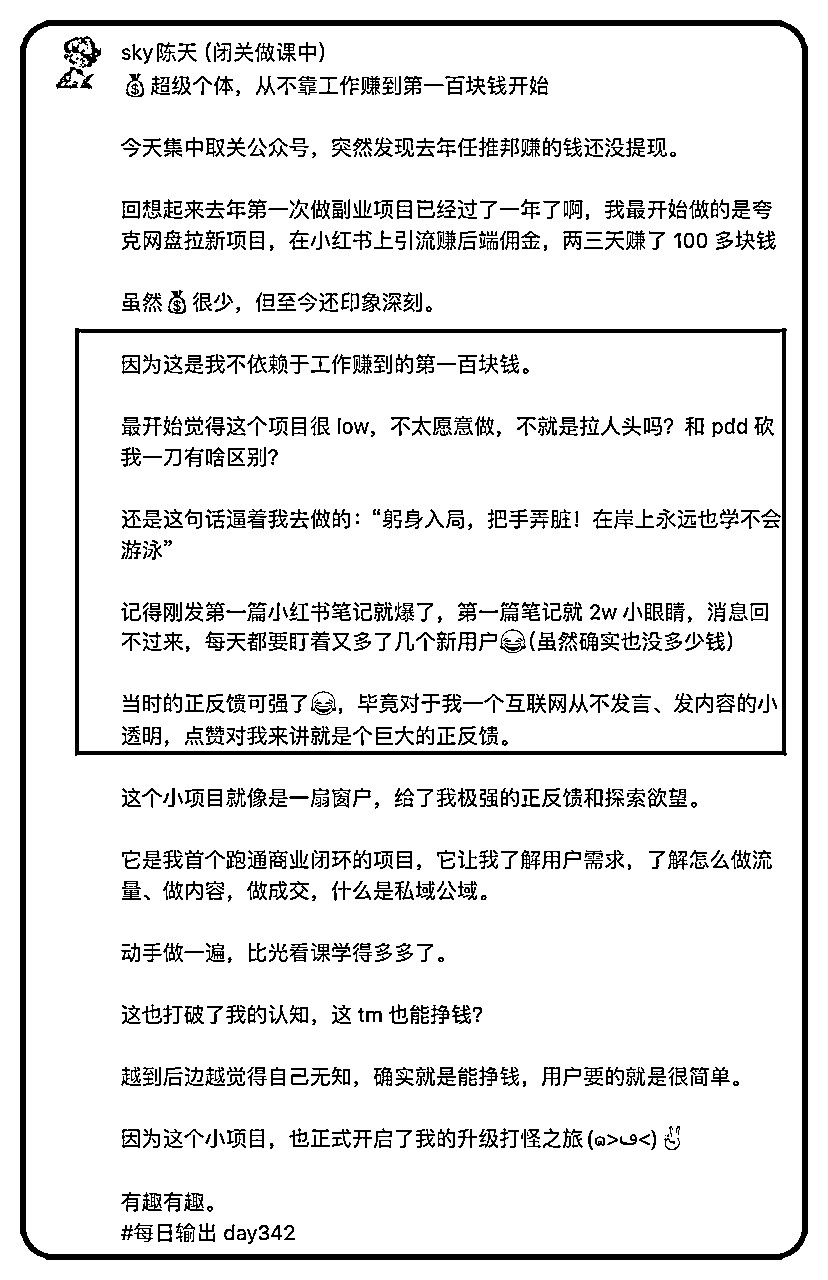 sky陈天 (闭关做课中)
💰超级个体，从不靠工作赚到第一百块钱开始
今天集中取关公众号，突然发现去年任推邦赚的钱还没提现。
回想起来去年第一次做副业项目已经过了一年了啊，我最开始做的是夸
克网盘拉新项目，在小红书上引流赚后端佣金，两三天赚了 100 多块钱
虽然💰很少，但至今还印象深刻。
因为这是我不依赖于工作赚到的第一百块钱。
最开始觉得这个项目很 low，不太愿意做，不就是拉人头吗？和 pdd 砍
我一刀有啥区别？
还是这句话逼着我去做的：“躬身入局，把手弄脏！在岸上永远也学不会
游泳”
记得刚发第一篇小红书笔记就爆了，第一篇笔记就 2w 小眼睛，消息回
不过来，每天都要盯着又多了几个新用户😂(虽然确实也没多少钱)
当时的正反馈可强了😂，毕竟对于我一个互联网从不发言、发内容的小
透明，点赞对我来讲就是个巨大的正反馈。
这个小项目就像是一扇窗户，给了我极强的正反馈和探索欲望。
它是我首个跑通商业闭环的项目，它让我了解用户需求，了解怎么做流
量、做内容，做成交，什么是私域公域。
动手做一遍，比光看课学得多多了。
这也打破了我的认知，这 tm 也能挣钱？
越到后边越觉得自己无知，确实就是能挣钱，用户要的就是很简单。
因为这个小项目，也正式开启了我的升级打怪之旅 (๑>ڡ<)✌
有趣有趣。
#每日输出 day342